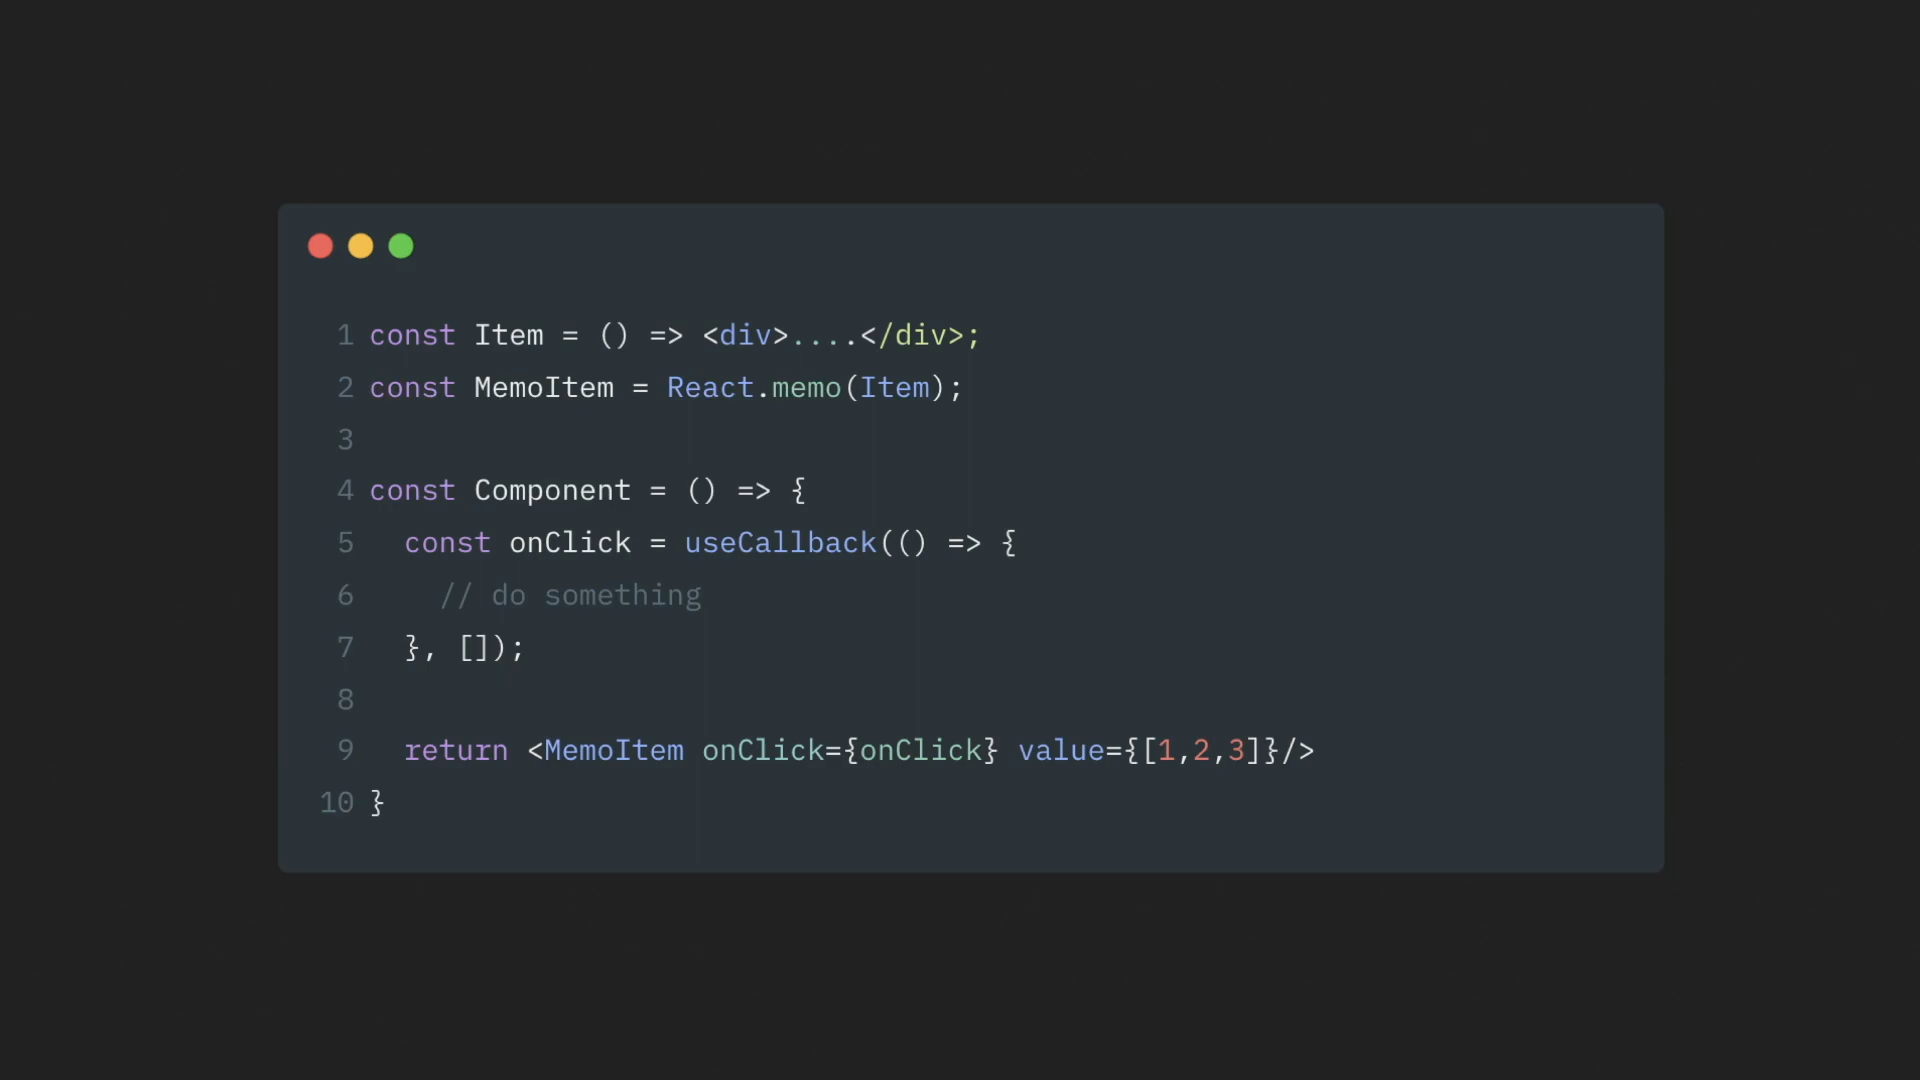 1 const Item = () => <div>....</div>;
2 const MemoItem = React.memo(Item);
3
4 const Component = () => {
5   const onClick = useCallback(() => {
6     // do something
7   }, []);
8
9   return <MemoItem onClick={onClick} value={[1,2,3]}/>
10 }